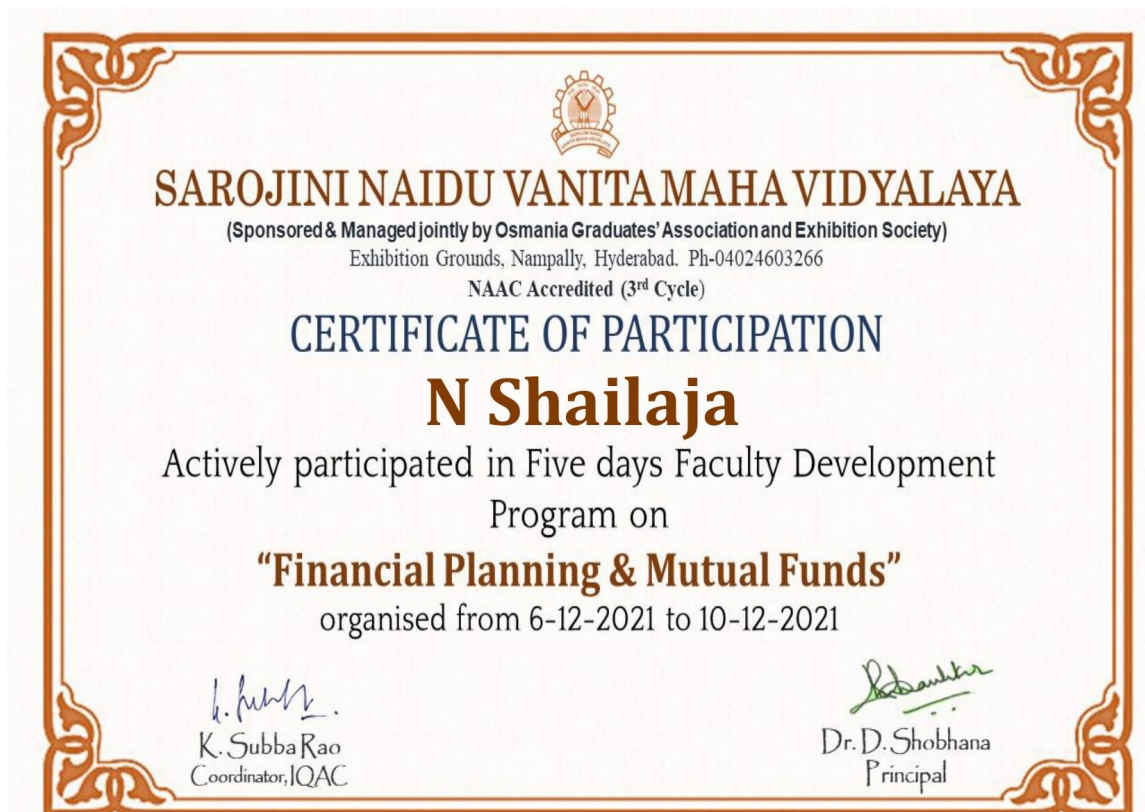 SAROJINI NAIDU VANITA MAHA VIDYALAYA
(Sponsored & Managed jointly by Osmania Graduates' Association and Exhibition Society)
Exhibition Grounds, Nampally, Hyderabad. Ph-04024603266
NAAC Accredited (3rd Cycle)
CERTIFICATE OF PARTICIPATION
N Shailaja
Actively participated in Five days Faculty Development
Program on
“Financial Planning & Mutual Funds”
organised from 6-12-2021 to 10-12-2021
K. Subba Rao
Coordinator, IQAC
Dr. D. Shobhana
Principal